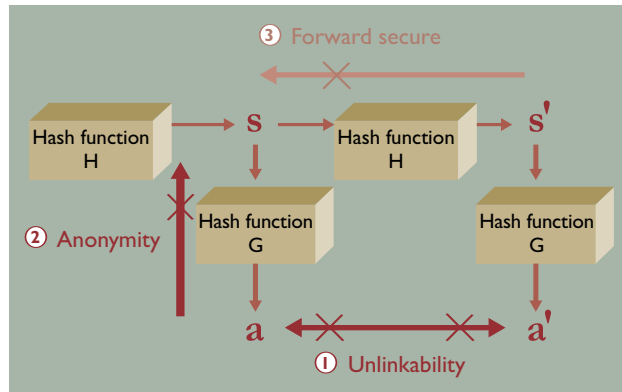 ③ Forward secure
Hash function
H
s
Hash function
H
s'
② Anonymity
Hash function
G
Hash function
G
a
a'
① Unlinkability